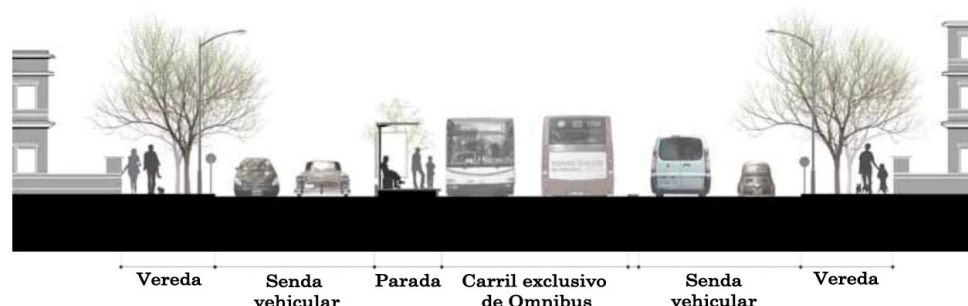 Vereda
Senda
vehicular
Parada
Carril exclusivo
de Omnibus
Senda
vehicular
Vereda